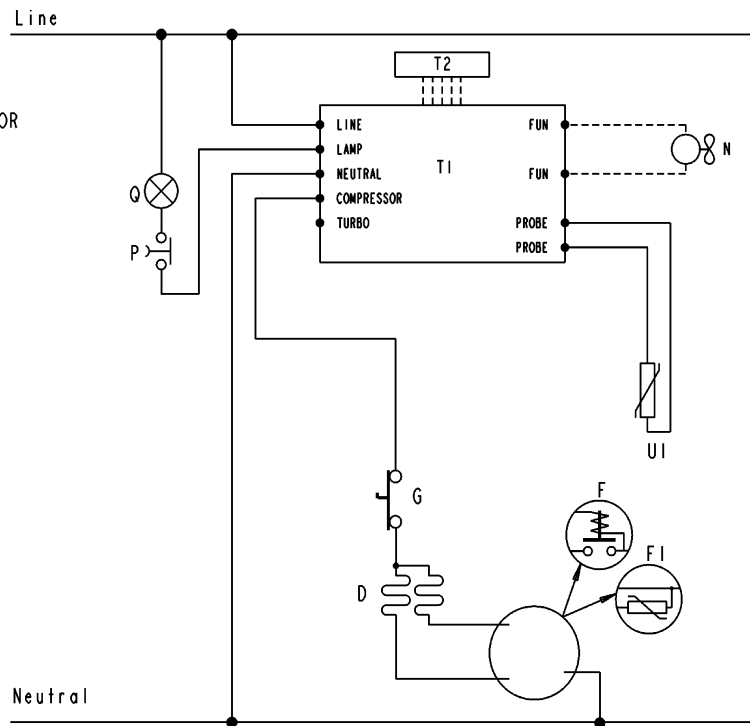 Line
T2
OR
LINE
FUN
LAMP
N
T1
NEUTRAL
FUN
Q
COMPRESSOR
TURBO
PROBE
P
PROBE
U1
G
F
F1
D
Neutral